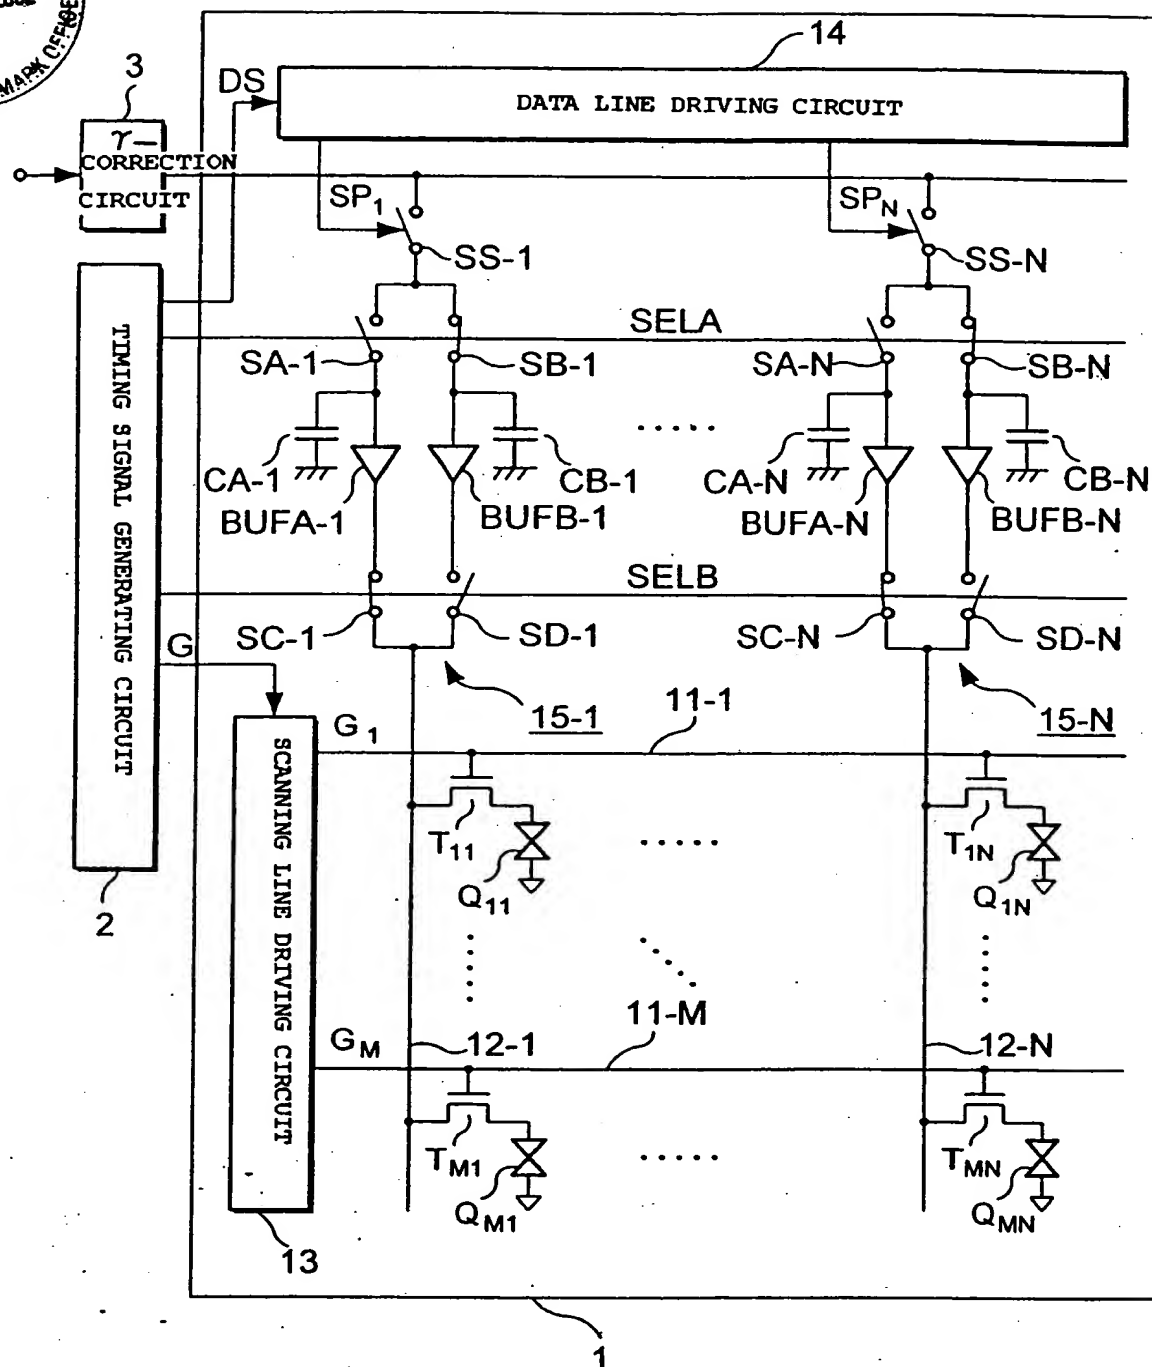 MARK OFFICE
14
3
DS
DATA LINE DRIVING CIRCUIT
γ—
CORRECTION
CIRCUIT
SP1
SPN
SS-1
SS-N
SELA
SA-1
SB-1
SA-N
SB-N
.....
CA-1
CB-1
CA-N
CB-N
BUFA-1
BUFB-1
BUFA-N
BUFB-N
TIMING SIGNAL GENERATING CIRCUIT
SELB
SC-1
SD-1
SC-N
SD-N
G
15-1
11-1
15-N
G1
SCANNING LINE DRIVING CIRCUIT
T11
.....
T1N
Q11
Q1N
2
11-M
GM
12-1
12-N
TM1
.....
TMN
QM1
QMN
13
1